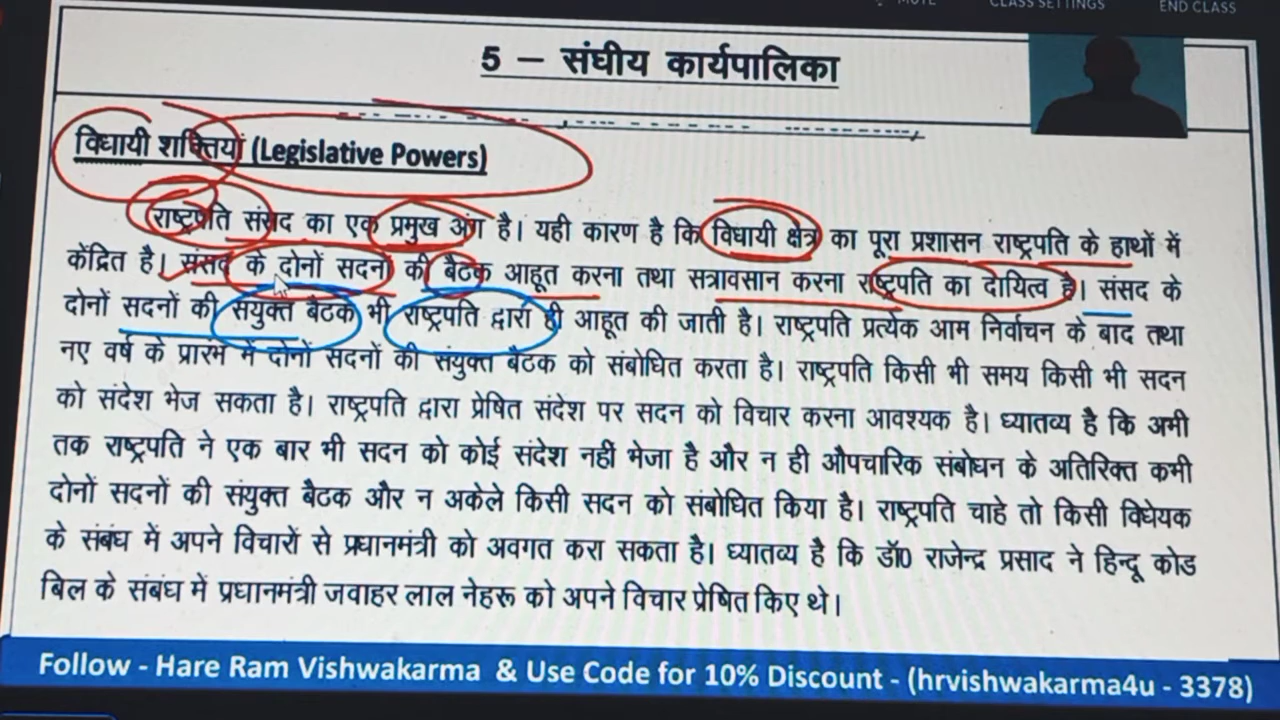 MUTE
CLASS SETTINGS
END CLASS
5 – संघीय कार्यपालिका
विधायी शक्तियां (Legislative Powers)
राष्ट्रपति संसद का एक प्रमुख अंग है। यही कारण है कि विधायी क्षेत्र का पूरा प्रशासन राष्ट्रपति के हाथों में
केंद्रित है। संसद के दोनों सदनों की बैठक आहूत करना तथा सत्रावसान करना राष्ट्रपति का दायित्व है। संसद के
दोनों सदनों की संयुक्त बैठक भी राष्ट्रपति द्वारा ही आहूत की जाती है। राष्ट्रपति प्रत्येक आम निर्वाचन के बाद तथा
नए वर्ष के प्रारंभ में दोनों सदनों की संयुक्त बैठक को संबोधित करता है। राष्ट्रपति किसी भी समय किसी भी सदन
को संदेश भेज सकता है। राष्ट्रपति द्वारा प्रेषित संदेश पर सदन को विचार करना आवश्यक है। ध्यातव्य है कि अभी
तक राष्ट्रपति ने एक बार भी सदन को कोई संदेश नहीं भेजा है और न ही औपचारिक संबोधन के अतिरिक्त कभी
दोनों सदनों की संयुक्त बैठक और न अकेले किसी सदन को संबोधित किया है। राष्ट्रपति चाहे तो किसी विधेयक
के संबंध में अपने विचारों से प्रधानमंत्री को अवगत करा सकता है। ध्यातव्य है कि डॉ0 राजेन्द्र प्रसाद ने हिन्दू कोड
बिल के संबंध में प्रधानमंत्री जवाहर लाल नेहरू को अपने विचार प्रेषित किए थे।
Follow - Hare Ram Vishwakarma & Use Code for 10% Discount - (hrvishwakarma4u - 3378)